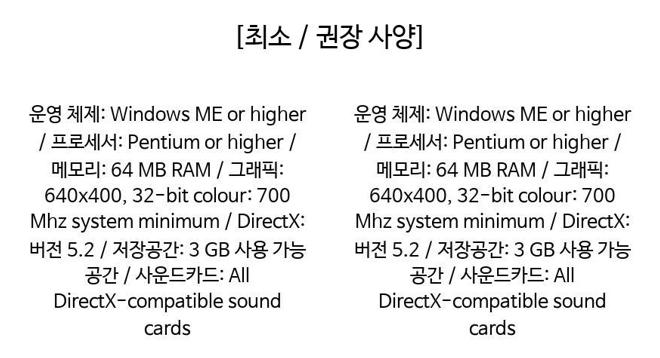 [최소 / 권장 사양]
운영 체제: Windows ME or higher
/ 프로세서: Pentium or higher /
메모리: 64 MB RAM / 그래픽:
640x400, 32-bit colour: 700
Mhz system minimum / DirectX:
버전 5.2 / 저장공간: 3 GB 사용 가능
공간 / 사운드카드: All
DirectX-compatible sound
cards
운영 체제: Windows ME or higher
/ 프로세서: Pentium or higher /
메모리: 64 MB RAM / 그래픽:
640x400, 32-bit colour: 700
Mhz system minimum / DirectX:
버전 5.2 / 저장공간: 3 GB 사용 가능
공간 / 사운드카드: All
DirectX-compatible sound
cards